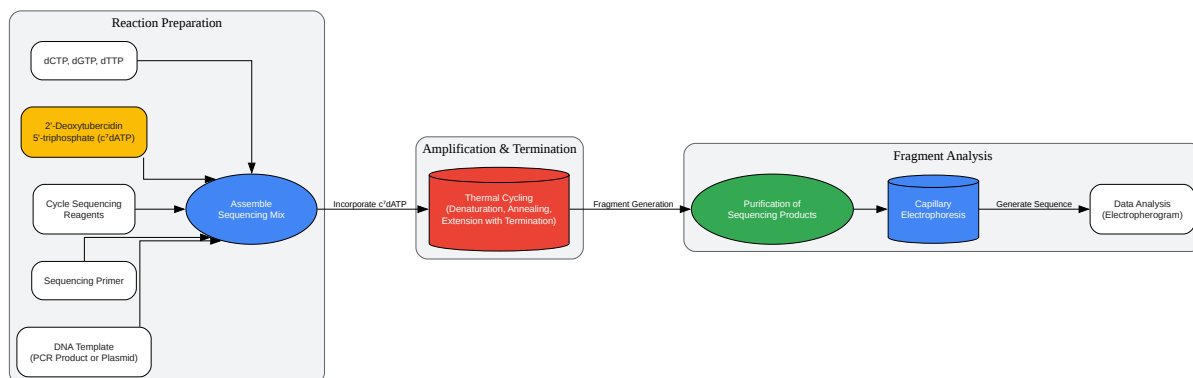 Reaction Preparation
dCTP, dGTP, dTTP
2'-Deoxytubercidin
5'-triphosphate (c⁷dATP)
Cycle Sequencing
Reagents
Sequencing Primer
DNA Template
(PCR Product or Plasmid)
Assemble
Sequencing Mix
Incorporate c⁷dATP
Amplification & Termination
Thermal Cycling
(Denaturation, Annealing,
Extension with Termination)
Fragment Generation
Fragment Analysis
Purification of
Sequencing Products
Capillary
Electrophoresis
Generate Sequence
Data Analysis
(Electropherogram)